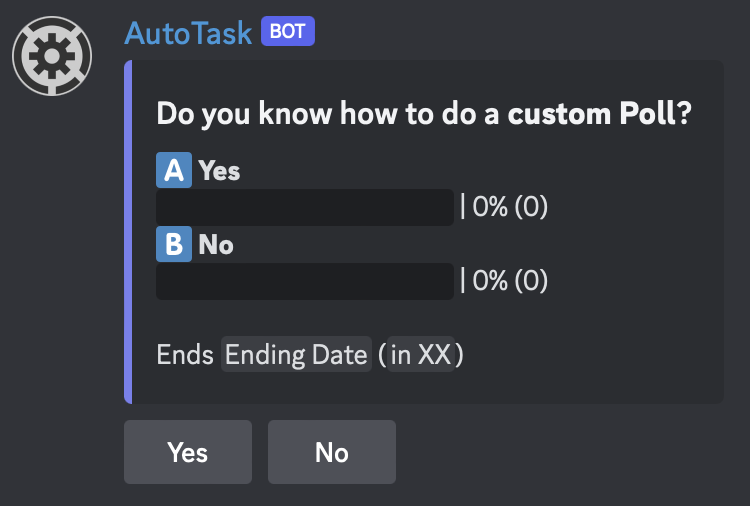 AutoTask BOT
Do you know how to do a custom Poll?
A Yes
| 0% (0)
B No
| 0% (0)
Ends Ending Date (in XX)
Yes No